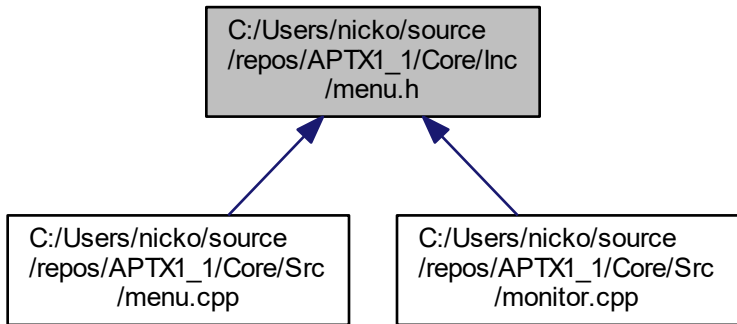 C:/Users/nicko/source
/repos/APTX1_1/Core/Inc
/menu.h
C:/Users/nicko/source
/repos/APTX1_1/Core/Src
/menu.cpp
C:/Users/nicko/source
/repos/APTX1_1/Core/Src
/monitor.cpp